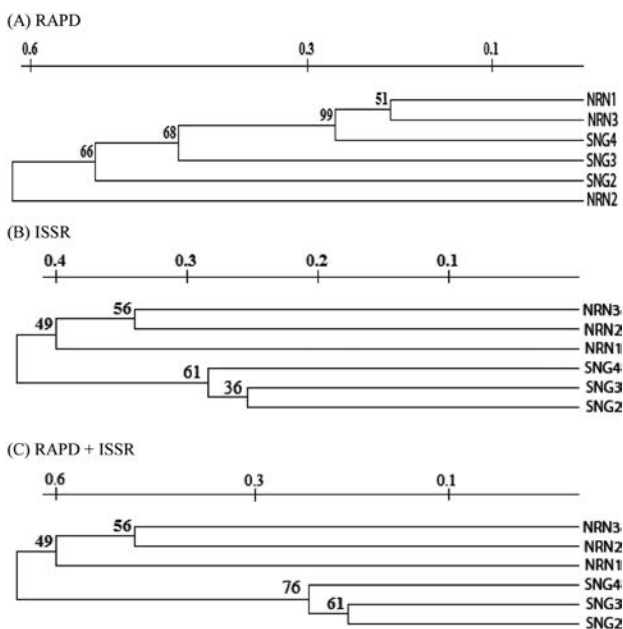 (A) RAPD
0.6 0.3 0.1
51 NRN1
99 NRN3
68 SNG4
66 SNG3
SNG2
NRN2
(B) ISSR
0.4 0.3 0.2 0.1
56 NRN3
49 NRN2
NRN1
61 SNG4
36 SNG3
SNG2
(C) RAPD + ISSR
0.6 0.3 0.1
56 NRN3
49 NRN2
NRN1
76 SNG4
61 SNG3
SNG2